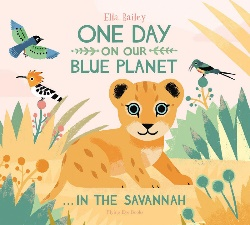 Ella Bailey
ONE DAY
ON OUR
BLUE PLANET
...IN THE SAVANNAH